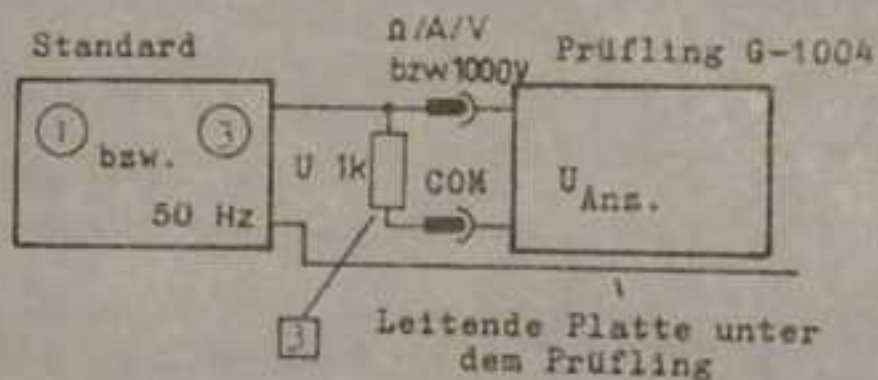 Standard
Ω/A/V
bzw 1000V
Prüfling G-1004
1
bzw.
3
50 Hz
U 1k
COM
U Anz.
3
Leitende Platte unter
dem Prüfling